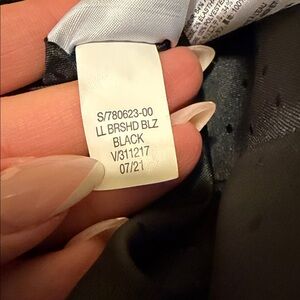 S/780623-00
LL BRSHD BLZ
BLACK
V/311217
07/21